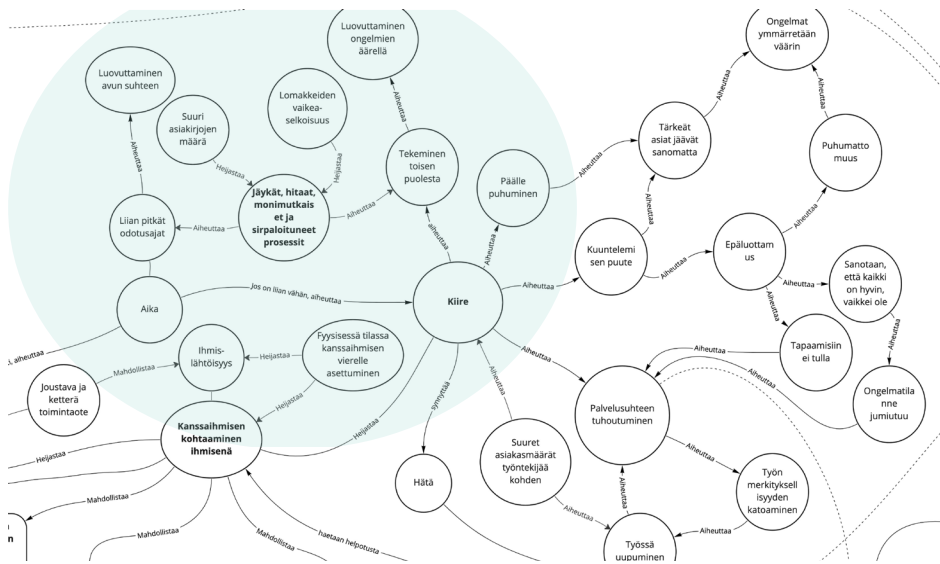 Luovuttaminen
ongelmien
äärellä
Ongelmat
ymmärretään
väärin
Luovuttaminen
avun suhteen
Lomakkeiden
vaikea-
selkoisuus
Suuri
asiakirjojen
määrä
Aiheuttaa
Aiheuttaa
Aiheuttaa
Aiheuttaa
Tärkeät
asiat jäävät
sanomatta
Puhumatto
muus
Tekeminen
toisen
puolesta
Päälle
puhuminen
Aiheuttaa
Heijastaa
Heijastaa
Aiheuttaa
Jäykät, hitaat,
monimutkais
et ja
sirpaloituneet
prosessit
Liian pitkät
odotusajat
Aiheuttaa
Aiheuttaa
aiheuttaa
Aiheuttaa
Aiheuttaa
Aiheuttaa
Kuuntelemi
sen puute
Epäluottam
us
Aiheuttaa
Aiheuttaa
Sanotaan,
että kaikki
on hyvin,
vaikkei ole
Aika
Jos on liian vähän, aiheuttaa
Kiire
Aiheuttaa
Aiheuttaa
Aiheuttaa
, aiheuttaa
Ihmis-
lähtöisyys
Heijastaa
Fyysisessä tilassa
kanssaihmisen
vierelle
asettuminen
Mahdollistaa
Aiheuttaa
Aiheuttaa
Tapaamisiin
ei tulla
Aiheuttaa
Joustava ja
ketterä
toimintaote
Heijastaa
synnyttää
Aiheuttaa
Palvelusuhteen
tuhoutuminen
Ongelmatila
nne
jumiutuu
Kanssaihmisen
kohtaaminen
ihmisenä
Heijastaa
Heijastaa
Suuret
asiakasmäärät
työntekijää
kohden
Aiheuttaa
Hätä
Aiheuttaa
Työn
merkityksell
isyyden
katoaminen
Mahdollistaa
n
Mahdollistaa
Mahdollistaa
haetaan helpotusta
Aiheuttaa
Aiheuttaa
Työssä
uupuminen